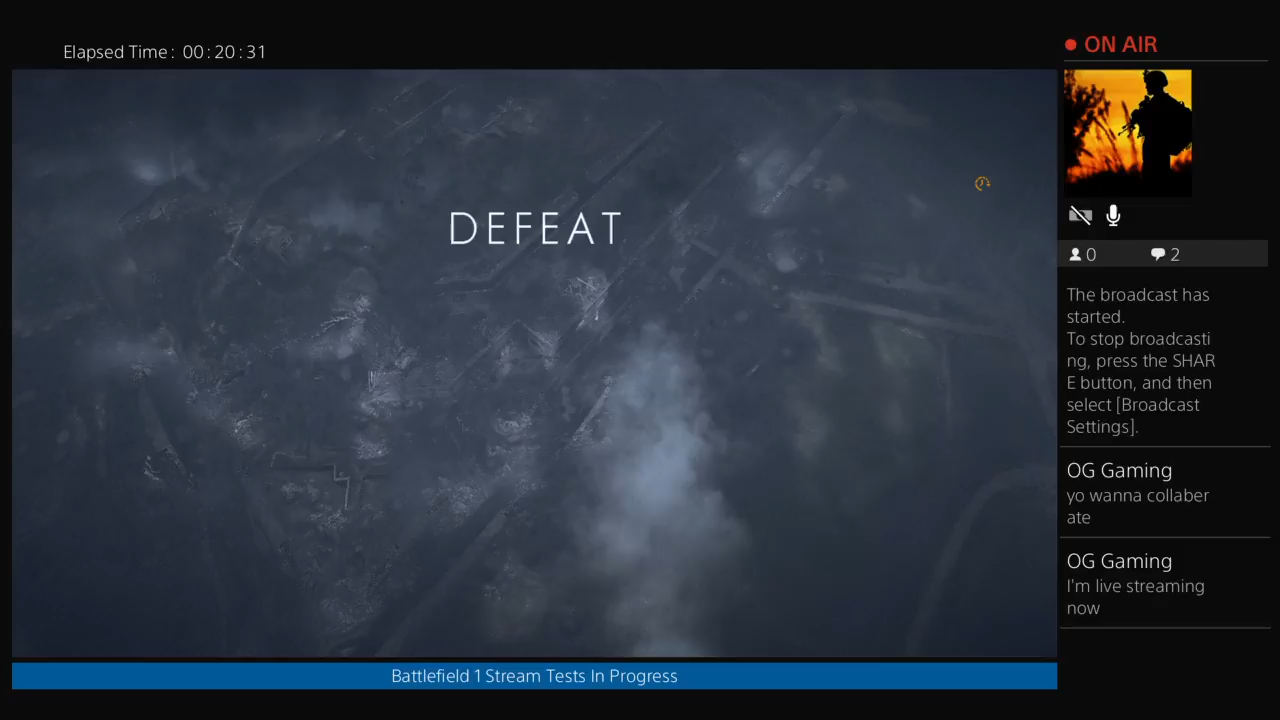 Elapsed Time: 00:20:31
ON AIR
DEFEAT
0
2
The broadcast has
started.
To stop broadcasti
ng, press the SHAR
E button, and then
select [Broadcast
Settings].
OG Gaming
yo wanna collaber
ate
OG Gaming
I'm live streaming
now
Battlefield 1 Stream Tests In Progress